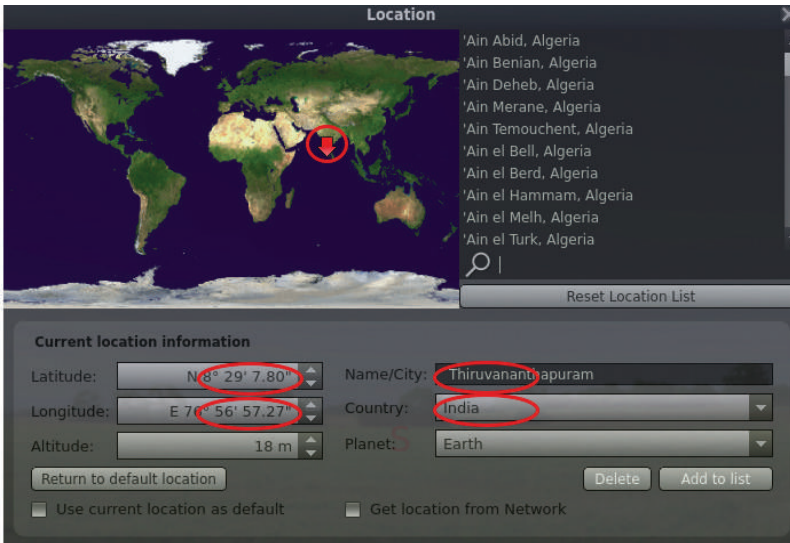 Location
'Ain Abid, Algeria
'Ain Benian, Algeria
'Ain Deheb, Algeria
'Ain Merane, Algeria
'Ain Temouchent, Algeria
'Ain el Bell, Algeria
'Ain el Berd, Algeria
'Ain el Hammam, Algeria
'Ain el Melh, Algeria
'Ain el Turk, Algeria
Reset Location List
Current location information
Latitude: N 8° 29' 7.80" Name/City: Thiruvananthapuram
Longitude: E 76° 56' 57.27" Country: India
Altitude: 18 m Planet: Earth
Return to default location Delete Add to list
Use current location as default Get location from Network